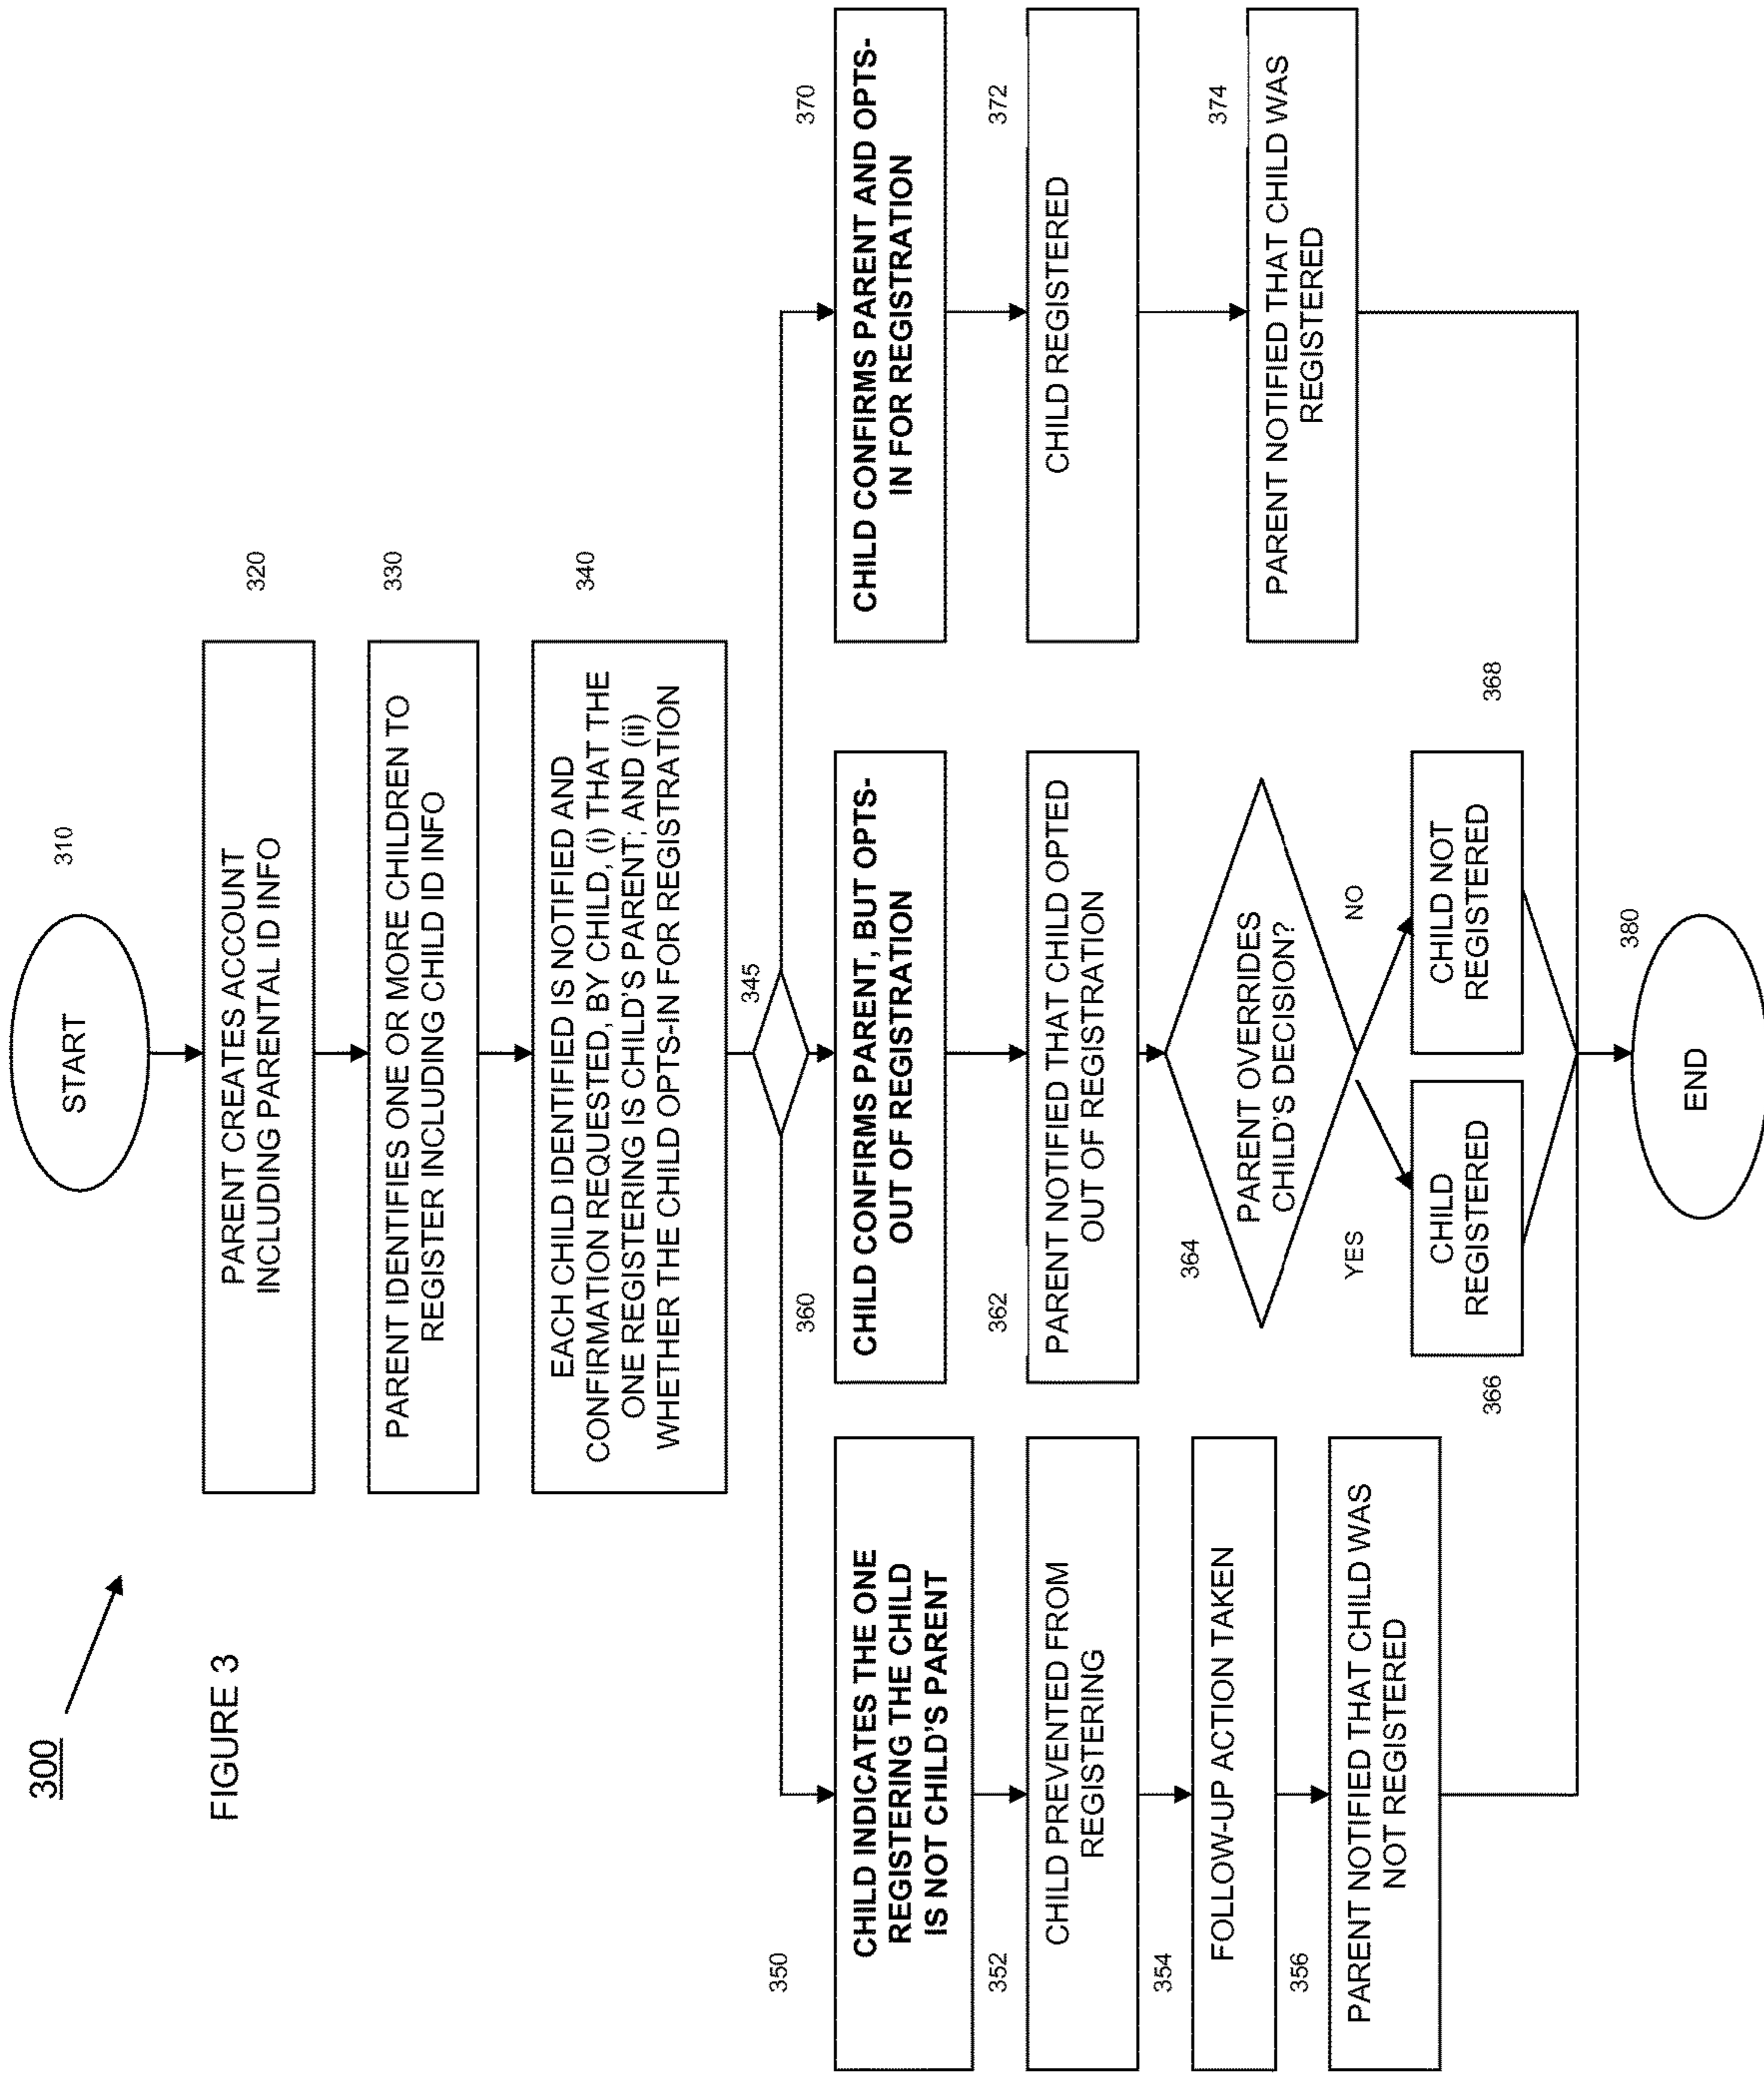 300
FIGURE 3
START
310
PARENT CREATES ACCOUNT
INCLUDING PARENTAL ID INFO
320
PARENT IDENTIFIES ONE OR MORE CHILDREN TO
REGISTER INCLUDING CHILD ID INFO
330
EACH CHILD IDENTIFIED IS NOTIFIED AND
CONFIRMATION REQUESTED, BY CHILD, (i) THAT THE
ONE REGISTERING IS CHILD'S PARENT; AND (ii)
WHETHER THE CHILD OPTS-IN FOR REGISTRATION
340
345
350
CHILD INDICATES THE ONE
REGISTERING THE CHILD
IS NOT CHILD'S PARENT
352
CHILD PREVENTED FROM
REGISTERING
354
FOLLOW-UP ACTION TAKEN
356
PARENT NOTIFIED THAT CHILD WAS
NOT REGISTERED
360
CHILD CONFIRMS PARENT, BUT OPTS-
OUT OF REGISTRATION
362
PARENT NOTIFIED THAT CHILD OPTED
OUT OF REGISTRATION
364
PARENT OVERRIDES
CHILD'S DECISION?
YES
NO
366
CHILD
REGISTERED
CHILD NOT
REGISTERED
368
370
CHILD CONFIRMS PARENT AND OPTS-
IN FOR REGISTRATION
372
CHILD REGISTERED
374
PARENT NOTIFIED THAT CHILD WAS
REGISTERED
380
END